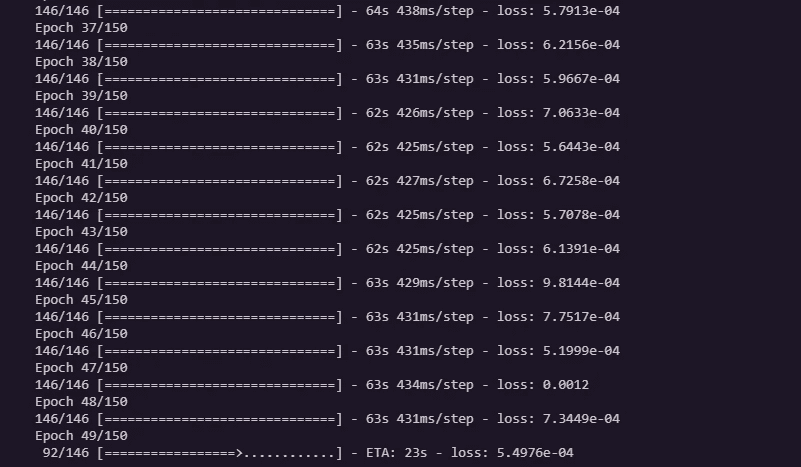 146/146 [==============================] - 64s 438ms/step - loss: 5.7913e-04
Epoch 37/150
146/146 [==============================] - 63s 435ms/step - loss: 6.2156e-04
Epoch 38/150
146/146 [==============================] - 63s 431ms/step - loss: 5.9667e-04
Epoch 39/150
146/146 [==============================] - 62s 426ms/step - loss: 7.0633e-04
Epoch 40/150
146/146 [==============================] - 62s 425ms/step - loss: 5.6443e-04
Epoch 41/150
146/146 [==============================] - 62s 427ms/step - loss: 6.7258e-04
Epoch 42/150
146/146 [==============================] - 62s 425ms/step - loss: 5.7078e-04
Epoch 43/150
146/146 [==============================] - 62s 425ms/step - loss: 6.1391e-04
Epoch 44/150
146/146 [==============================] - 63s 429ms/step - loss: 9.8144e-04
Epoch 45/150
146/146 [==============================] - 63s 431ms/step - loss: 7.7517e-04
Epoch 46/150
146/146 [==============================] - 63s 431ms/step - loss: 5.1999e-04
Epoch 47/150
146/146 [==============================] - 63s 434ms/step - loss: 0.0012
Epoch 48/150
146/146 [==============================] - 63s 431ms/step - loss: 7.3449e-04
Epoch 49/150
92/146 [=================>............] - ETA: 23s - loss: 5.4976e-04